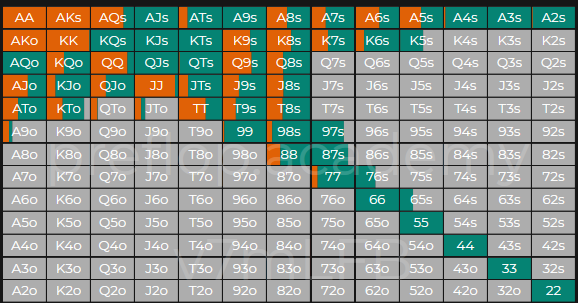 AA AKs AQs AJs ATs A9s A8s A7s A6s A5s A4s A3s A2s
AKo KK KQs KJs KTs K9s K8s K7s K6s K5s K4s K3s K2s
AQo KQo QQ QJs QTs Q9s Q8s Q7s Q6s Q5s Q4s Q3s Q2s
AJo KJo QJo JJ JTs J9s J8s J7s J6s J5s J4s J3s J2s
ATo KTo QTo JTo TT T9s T8s T7s T6s T5s T4s T3s T2s
A9o K9o Q9o J9o T9o 99 98s 97s 96s 95s 94s 93s 92s
A8o K8o Q8o J8o T8o 98o 88 87s 86s 85s 84s 83s 82s
A7o K7o Q7o J7o T7o 97o 87o 77 76s 75s 74s 73s 72s
A6o K6o Q6o J6o T6o 96o 86o 76o 66 65s 64s 63s 62s
A5o K5o Q5o J5o T5o 95o 85o 75o 65o 55 54s 53s 52s
A4o K4o Q4o J4o T4o 94o 84o 74o 64o 54o 44 43s 42s
A3o K3o Q3o J3o T3o 93o 83o 73o 63o 53o 43o 33 32s
A2o K2o Q2o J2o T2o 92o 82o 72o 62o 52o 42o 32o 22
preflop.academy